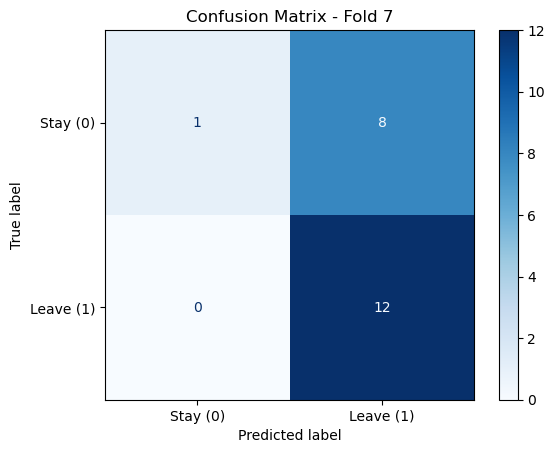 Confusion Matrix - Fold 7
True label
Stay (0)
1
8
Leave (1)
0
12
Stay (0)
Leave (1)
Predicted label
12
10
8
6
4
2
0